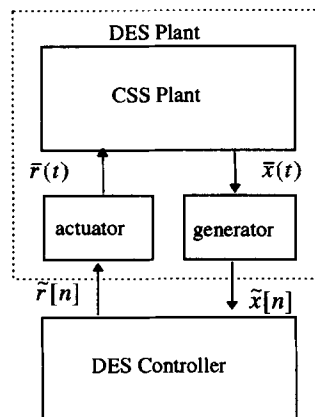 DES Plant
CSS Plant
r̄(t) x̄(t)
actuator generator
r̃[n] x̃[n]
DES Controller